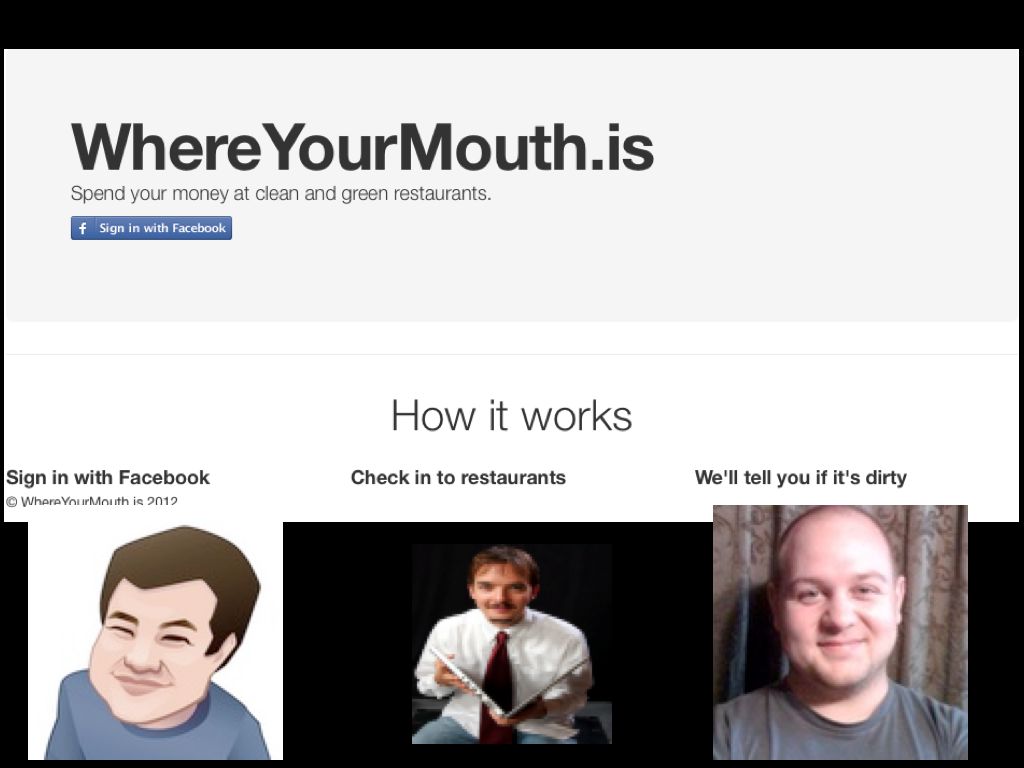 WhereYourMouth.is
Spend your money at clean and green restaurants.
f Sign in with Facebook
How it works
Sign in with Facebook
Check in to restaurants
We'll tell you if it's dirty
© WhereYourMouth.is 2012